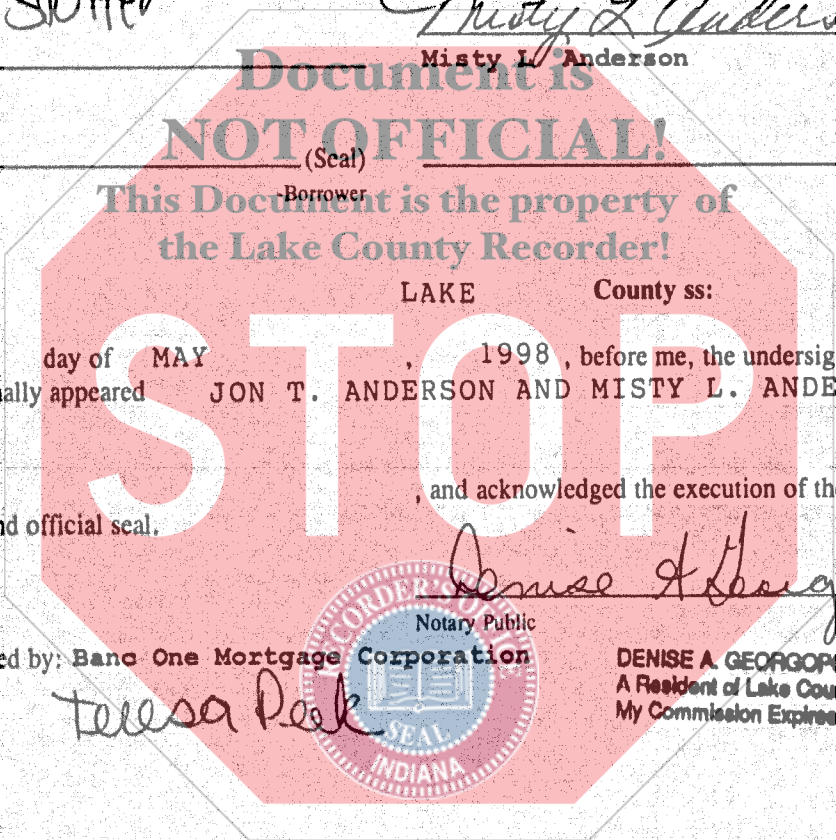 Misty L Anderson
Document is
NOT OFFICIAL!
(Seal)
-Borrower
This Document is the property of
the Lake County Recorder!
LAKE County ss:
day of MAY , 1998 , before me, the undersig
ally appeared JON T. ANDERSON AND MISTY L. ANDE
STOP
, and acknowledged the execution of the
nd official seal.
Notary Public
ed by: Banc One Mortgage Corporation
Teresa Peek
DENISE A. GEORGOP
A Resident of Lake Cou
My Commission Expires
RECORDER'S OFFICE
SEAL
INDIANA